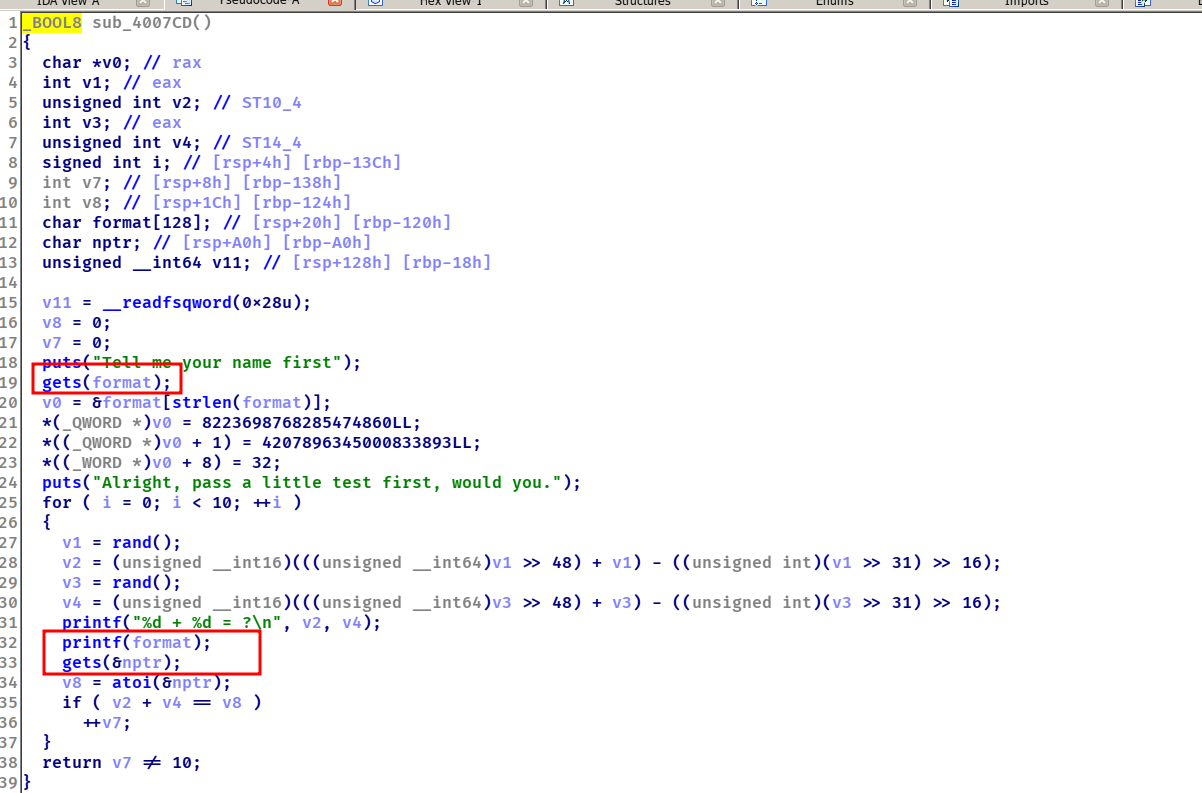 IDA View-A Pseudocode-A Hex View-1 Structures Enums Imports
1 _BOOL8 sub_4007CD()
2 {
3 char *v0; // rax
4 int v1; // eax
5 unsigned int v2; // ST10_4
6 int v3; // eax
7 unsigned int v4; // ST14_4
8 signed int i; // [rsp+4h] [rbp-13Ch]
9 int v7; // [rsp+8h] [rbp-138h]
10 int v8; // [rsp+1Ch] [rbp-124h]
11 char format[128]; // [rsp+20h] [rbp-120h]
12 char nptr; // [rsp+A0h] [rbp-A0h]
13 unsigned __int64 v11; // [rsp+128h] [rbp-18h]
14
15 v11 = __readfsqword(0×28u);
16 v8 = 0;
17 v7 = 0;
18 puts("Tell me your name first");
19 gets(format);
20 v0 = &format[strlen(format)];
21 *(_QWORD *)v0 = 8223698768285474860LL;
22 *((_QWORD *)v0 + 1) = 4207896345000833893LL;
23 *((_WORD *)v0 + 8) = 32;
24 puts("Alright, pass a little test first, would you.");
25 for ( i = 0; i < 10; ++i )
26 {
27 v1 = rand();
28 v2 = (unsigned __int16)(((unsigned __int64)v1 >> 48) + v1) - ((unsigned int)(v1 >> 31) >> 16);
29 v3 = rand();
30 v4 = (unsigned __int16)(((unsigned __int64)v3 >> 48) + v3) - ((unsigned int)(v3 >> 31) >> 16);
31 printf("%d + %d = ?\n", v2, v4);
32 printf(format);
33 gets(&nptr);
34 v8 = atoi(&nptr);
35 if ( v2 + v4 == v8 )
36 ++v7;
37 }
38 return v7 ≠ 10;
39 }